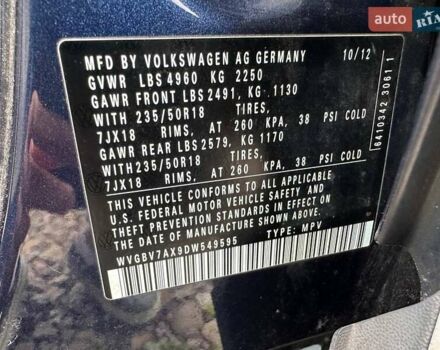 auto RIA
MFD BY VOLKSWAGEN AG GERMANY 10/12
GVWR LBS 4960 KG 2250
GAWR FRONT LBS 2491, KG 1130
WITH 235/50R18 TIRES,
7JX18 RIMS, AT 260 KPA, 38 PSI COLD
GAWR REAR LBS 2579, KG 1170
WITH 235/50R18 TIRES,
7JX18 RIMS, AT 260 KPA, 38 PSI COLD
THIS VEHICLE CONFORMS TO ALL APPLICABLE
U.S. FEDERAL MOTOR VEHICLE SAFETY AND
THEFT PREVENTION STANDARDS IN EFFECT ON
THE DATE OF MANUFACTURE SHOWN ABOVE.
WVGBV7AX9DW549595 TYPE: MPV
6410342 3061 1